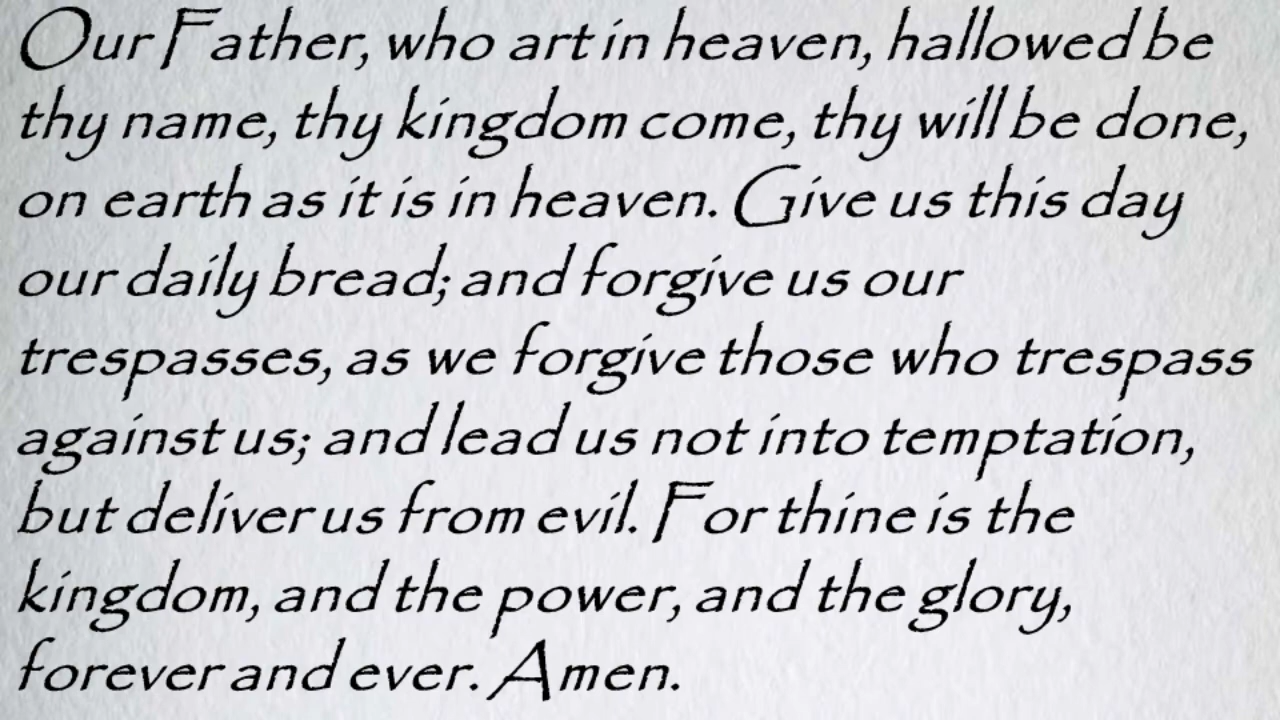 Our Father, who art in heaven, hallowed be
thy name, thy kingdom come, thy will be done,
on earth as it is in heaven. Give us this day
our daily bread; and forgive us our
trespasses, as we forgive those who trespass
against us; and lead us not into temptation,
but deliver us from evil. For thine is the
kingdom, and the power, and the glory,
forever and ever. Amen.